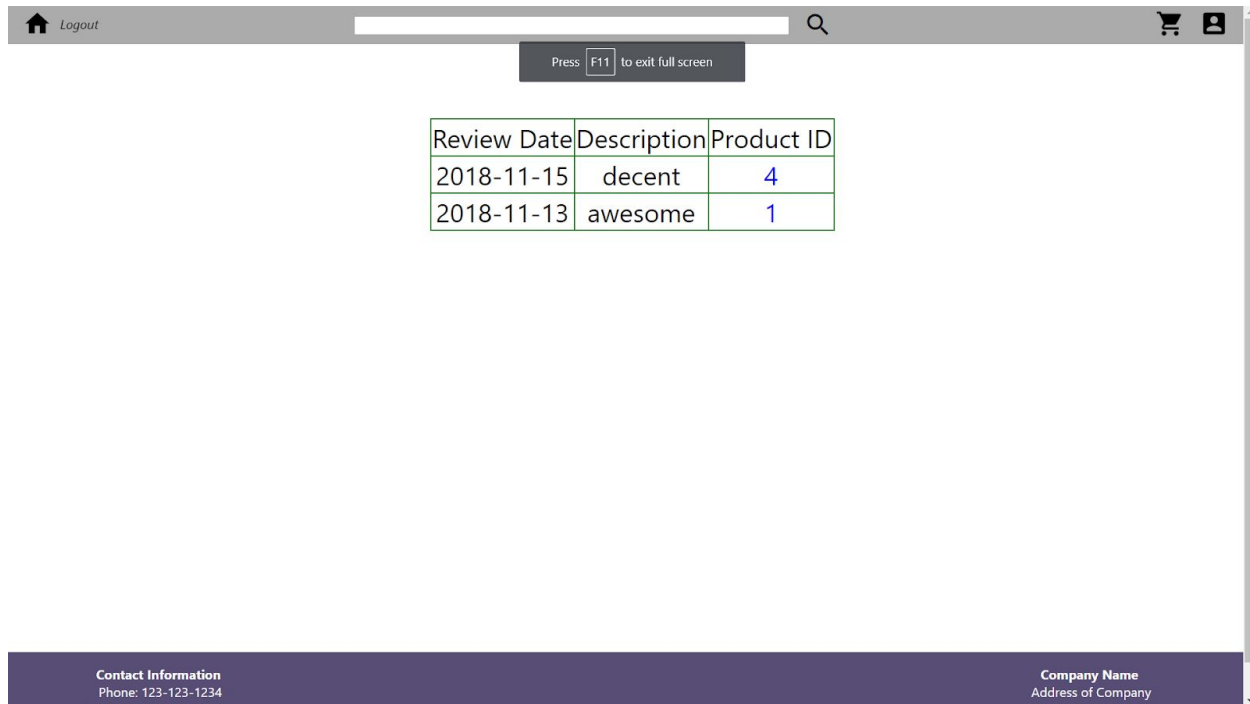 Logout
Press F11 to exit full screen
Review Date Description Product ID
2018-11-15 decent 4
2018-11-13 awesome 1
Contact Information Company Name
Phone: 123-123-1234 Address of Company